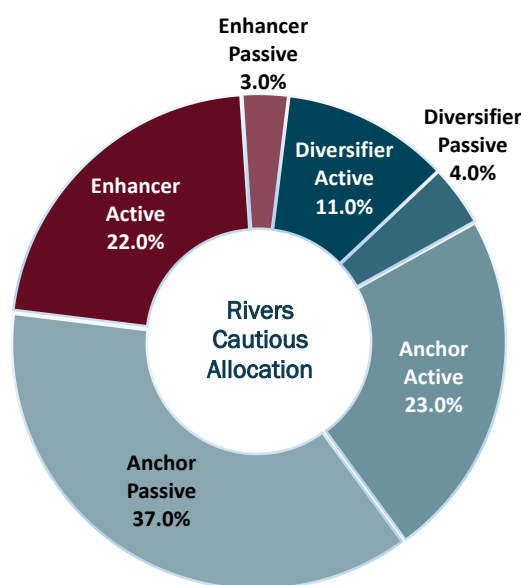 Enhancer
Passive
3.0%
Diversifier
Active
11.0%
Diversifier
Passive
4.0%
Enhancer
Active
22.0%
Rivers
Cautious
Allocation
Anchor
Active
23.0%
Anchor
Passive
37.0%